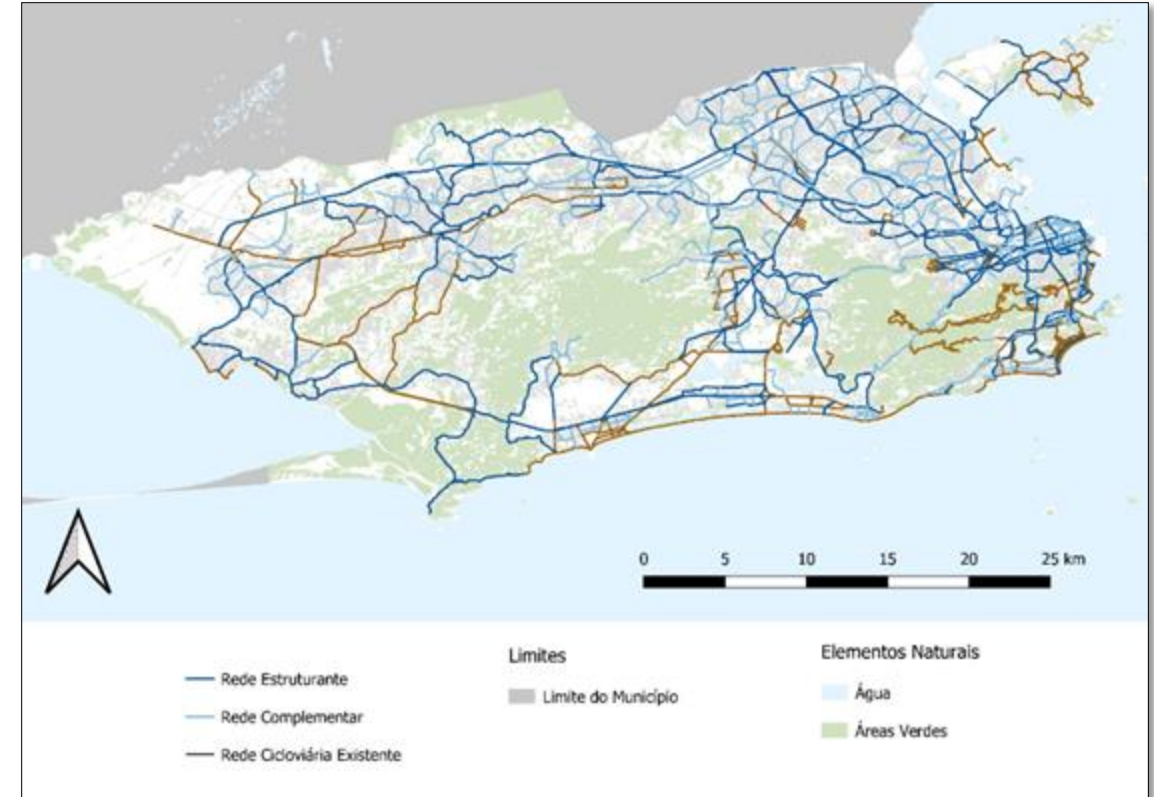 0 5 10 15 20 25 km
Rede Estruturante
Rede Complementar
Rede Cicloviária Existente
Limites
Limite do Município
Elementos Naturais
Água
Áreas Verdes